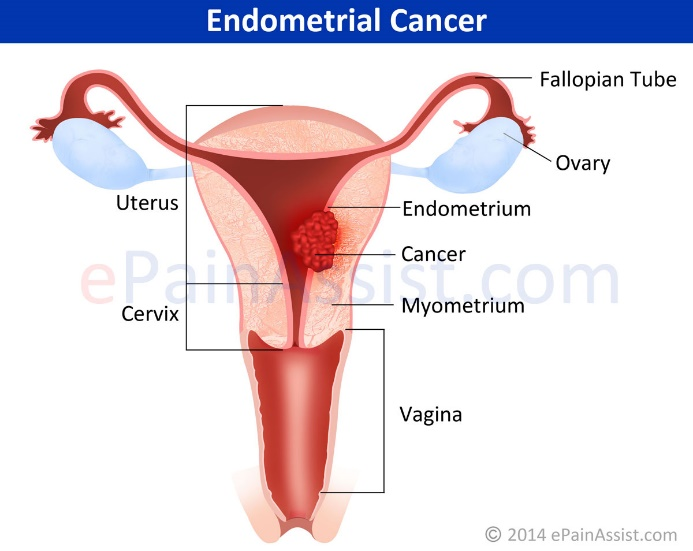 Endometrial Cancer
Fallopian Tube
Ovary
Uterus
Endometrium
Cancer
ePainAssist.com
Myometrium
Cervix
Vagina
© 2014 ePainAssist.com